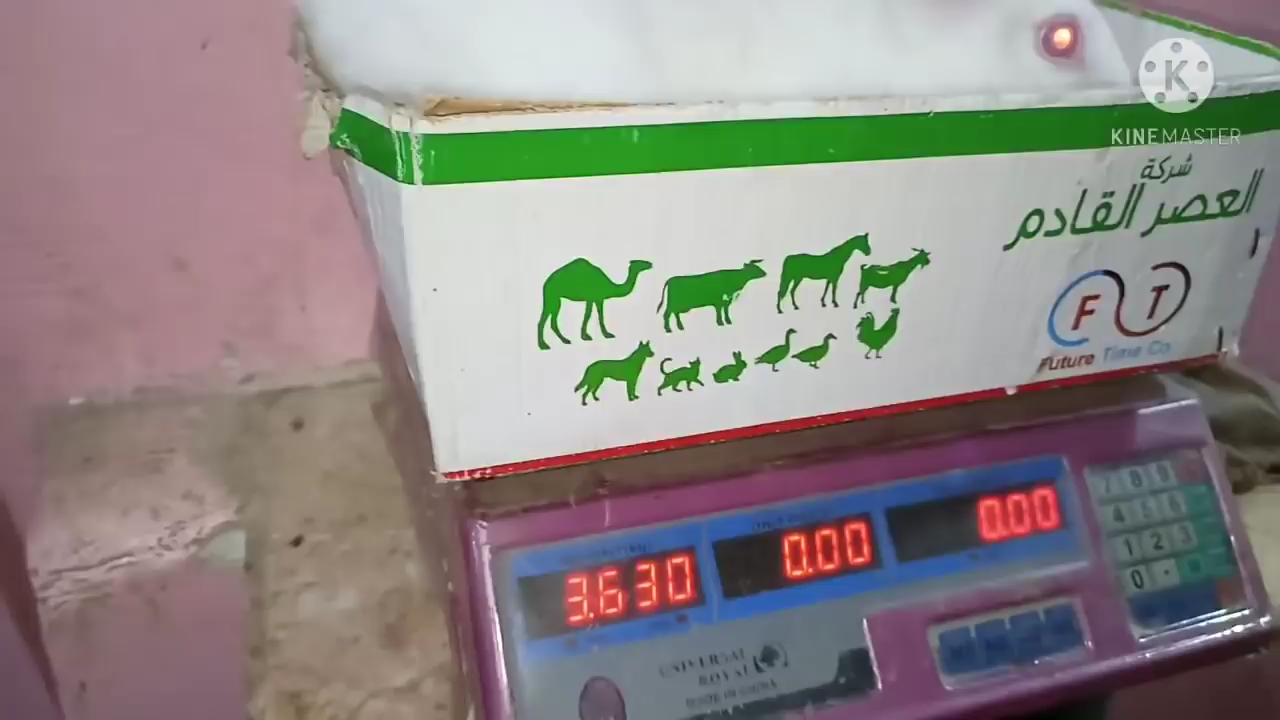 K
KINEMASTER
شركة
العصر القادم
F T
Future Time Co
3.630
0.00
0.00
7 8 9
4 5 6
1 2 3
0 .
UNIVERSAL
ROYAL
MADE IN CHINA